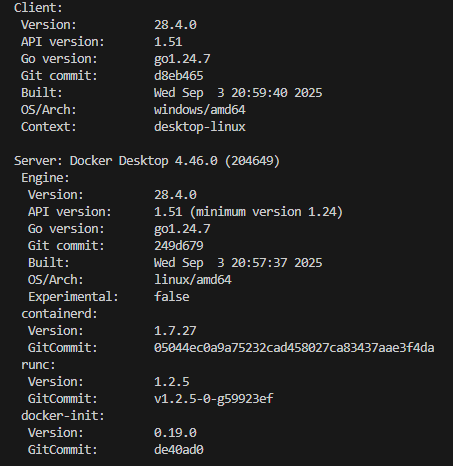 Client:
 Version:           28.4.0
 API version:       1.51
 Go version:        go1.24.7
 Git commit:        d8eb465
 Built:             Wed Sep  3 20:59:40 2025
 OS/Arch:           windows/amd64
 Context:           desktop-linux

Server: Docker Desktop 4.46.0 (204649)
 Engine:
  Version:          28.4.0
  API version:      1.51 (minimum version 1.24)
  Go version:       go1.24.7
  Git commit:       249d679
  Built:            Wed Sep  3 20:57:37 2025
  OS/Arch:          linux/amd64
  Experimental:     false
 containerd:
  Version:          1.7.27
  GitCommit:        05044ec0a9a75232cad458027ca83437aae3f4da
 runc:
  Version:          1.2.5
  GitCommit:        v1.2.5-0-g59923ef
 docker-init:
  Version:          0.19.0
  GitCommit:        de40ad0